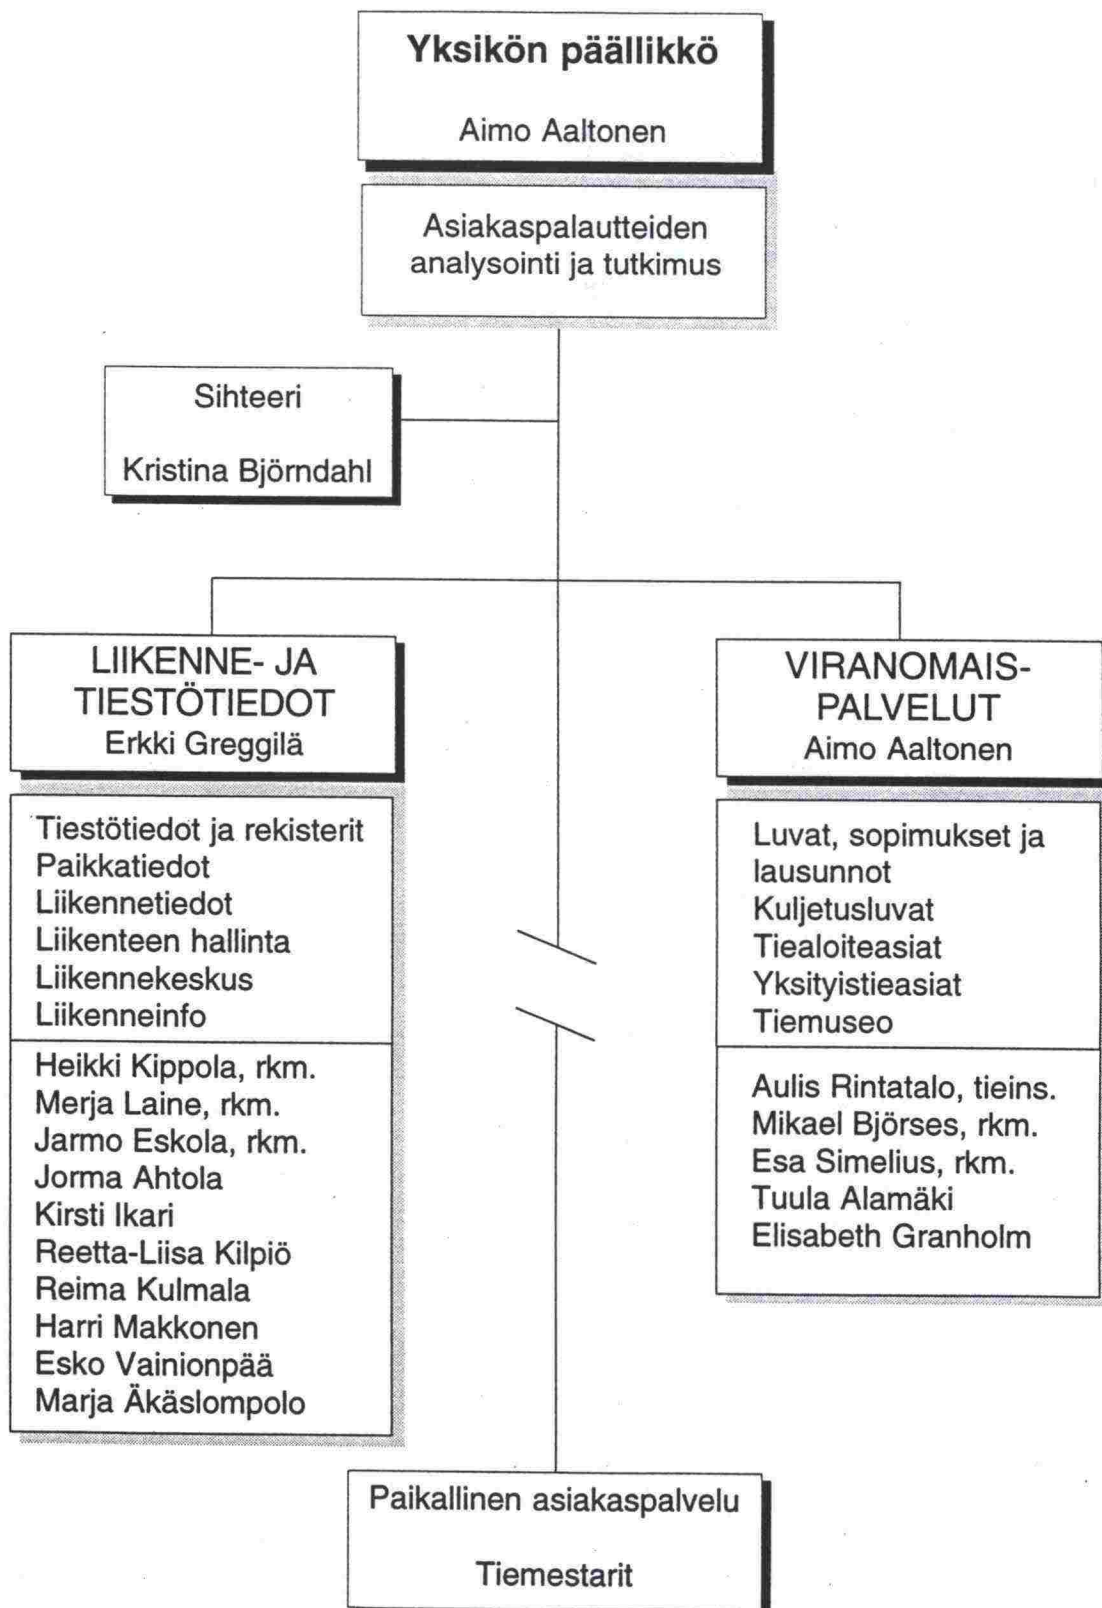 Yksikön päällikkö
Aimo Aaltonen
Asiakaspalautteiden
analysointi ja tutkimus
Sihteeri
Kristina Björndahl
LIIKENNE- JA
TIESTÖTIEDOT
Erkki Greggilä
Tiestötiedot ja rekisterit
Paikkatiedot
Liikennetiedot
Liikenteen hallinta
Liikennekeskus
Liikenneinfo
Heikki Kippola, rkm.
Merja Laine, rkm.
Jarmo Eskola, rkm.
Jorma Ahtola
Kirsti Ikari
Reetta-Liisa Kilpiö
Reima Kulmala
Harri Makkonen
Esko Vainionpää
Marja Äkäslompolo
VIRANOMAIS-
PALVELUT
Aimo Aaltonen
Luvat, sopimukset ja
lausunnot
Kuljetusluvat
Tiealoiteasiat
Yksityistieasiat
Tiemuseo
Aulis Rintatalo, tieins.
Mikael Björses, rkm.
Esa Simelius, rkm.
Tuula Alamäki
Elisabeth Granholm
Paikallinen asiakaspalvelu
Tiemestarit